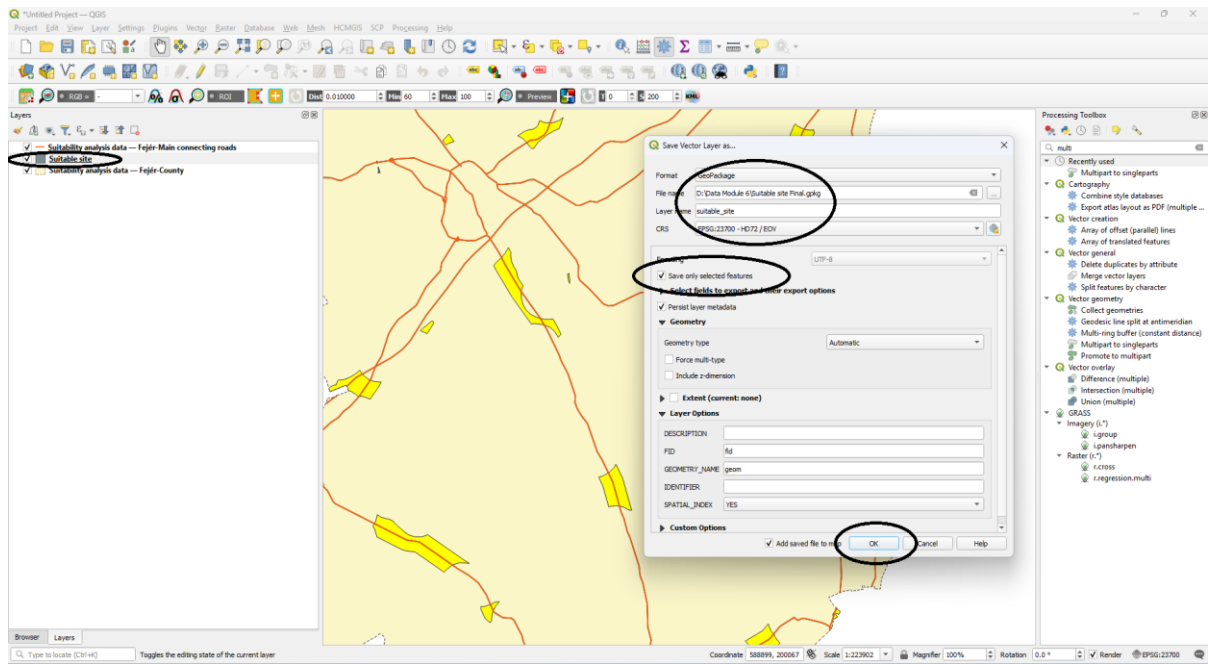 *Untitled Project — QGIS
Project Edit View Layer Settings Plugins Vector Raster Database Web Mesh HCMGIS SCP Processing Help
RGB = - ROI Dist 0.010000 Min 60 Max 100 Preview T 0 S 200 KML
Layers
Suitability analysis data — Fejér-Main connecting roads
Suitable site
Suitability analysis data — Fejér-County
Save Vector Layer as...
Format GeoPackage
File name D:\Data Module 6\Suitable site Final.gpkg
Layer name suitable_site
CRS EPSG:23700 - HD72 / EOV
Encoding UTF-8
Save only selected features
Select fields to export and their export options
Persist layer metadata
Geometry
Geometry type Automatic
Force multi-type
Include z-dimension
Extent (current: none)
Layer Options
DESCRIPTION
FID fid
GEOMETRY_NAME geom
IDENTIFIER
SPATIAL_INDEX YES
Custom Options
Add saved file to map OK Cancel Help
Processing Toolbox
multi
Recently used
Multipart to singleparts
Cartography
Combine style databases
Export atlas layout as PDF (multiple ...
Vector creation
Array of offset (parallel) lines
Array of translated features
Vector general
Delete duplicates by attribute
Merge vector layers
Split features by character
Vector geometry
Collect geometries
Geodesic line split at antimeridian
Multi-ring buffer (constant distance)
Multipart to singleparts
Promote to multipart
Vector overlay
Difference (multiple)
Intersection (multiple)
Union (multiple)
GRASS
Imagery (i.*)
i.group
i.pansharpen
Raster (r.*)
r.cross
r.regression.multi
Browser Layers
Type to locate (Ctrl+K) Toggles the editing state of the current layer Coordinate 588899, 200067 Scale 1:223902 Magnifier 100% Rotation 0.0 ° Render EPSG:23700